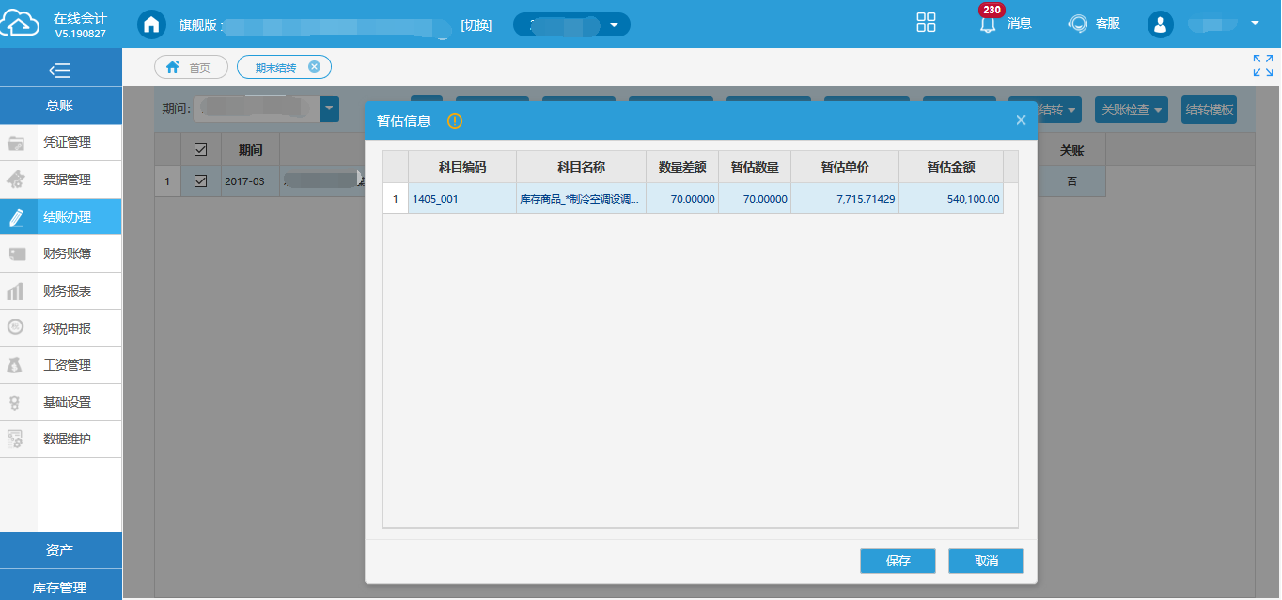 在线会计
V5.190827
旗舰版
[切换]
230
消息
客服
总账
凭证管理
票据管理
结账办理
财务账簿
财务报表
纳税申报
工资管理
基础设置
数据维护
资产
库存管理
首页
期末结转
期间:
结转
关账检查
结转模板
期间
关账
1
2017-03
否
暂估信息
科目编码 科目名称 数量差额 暂估数量 暂估单价 暂估金额
1 1405_001 库存商品_*制冷空调设调... 70.00000 70.00000 7,715.71429 540,100.00
保存
取消